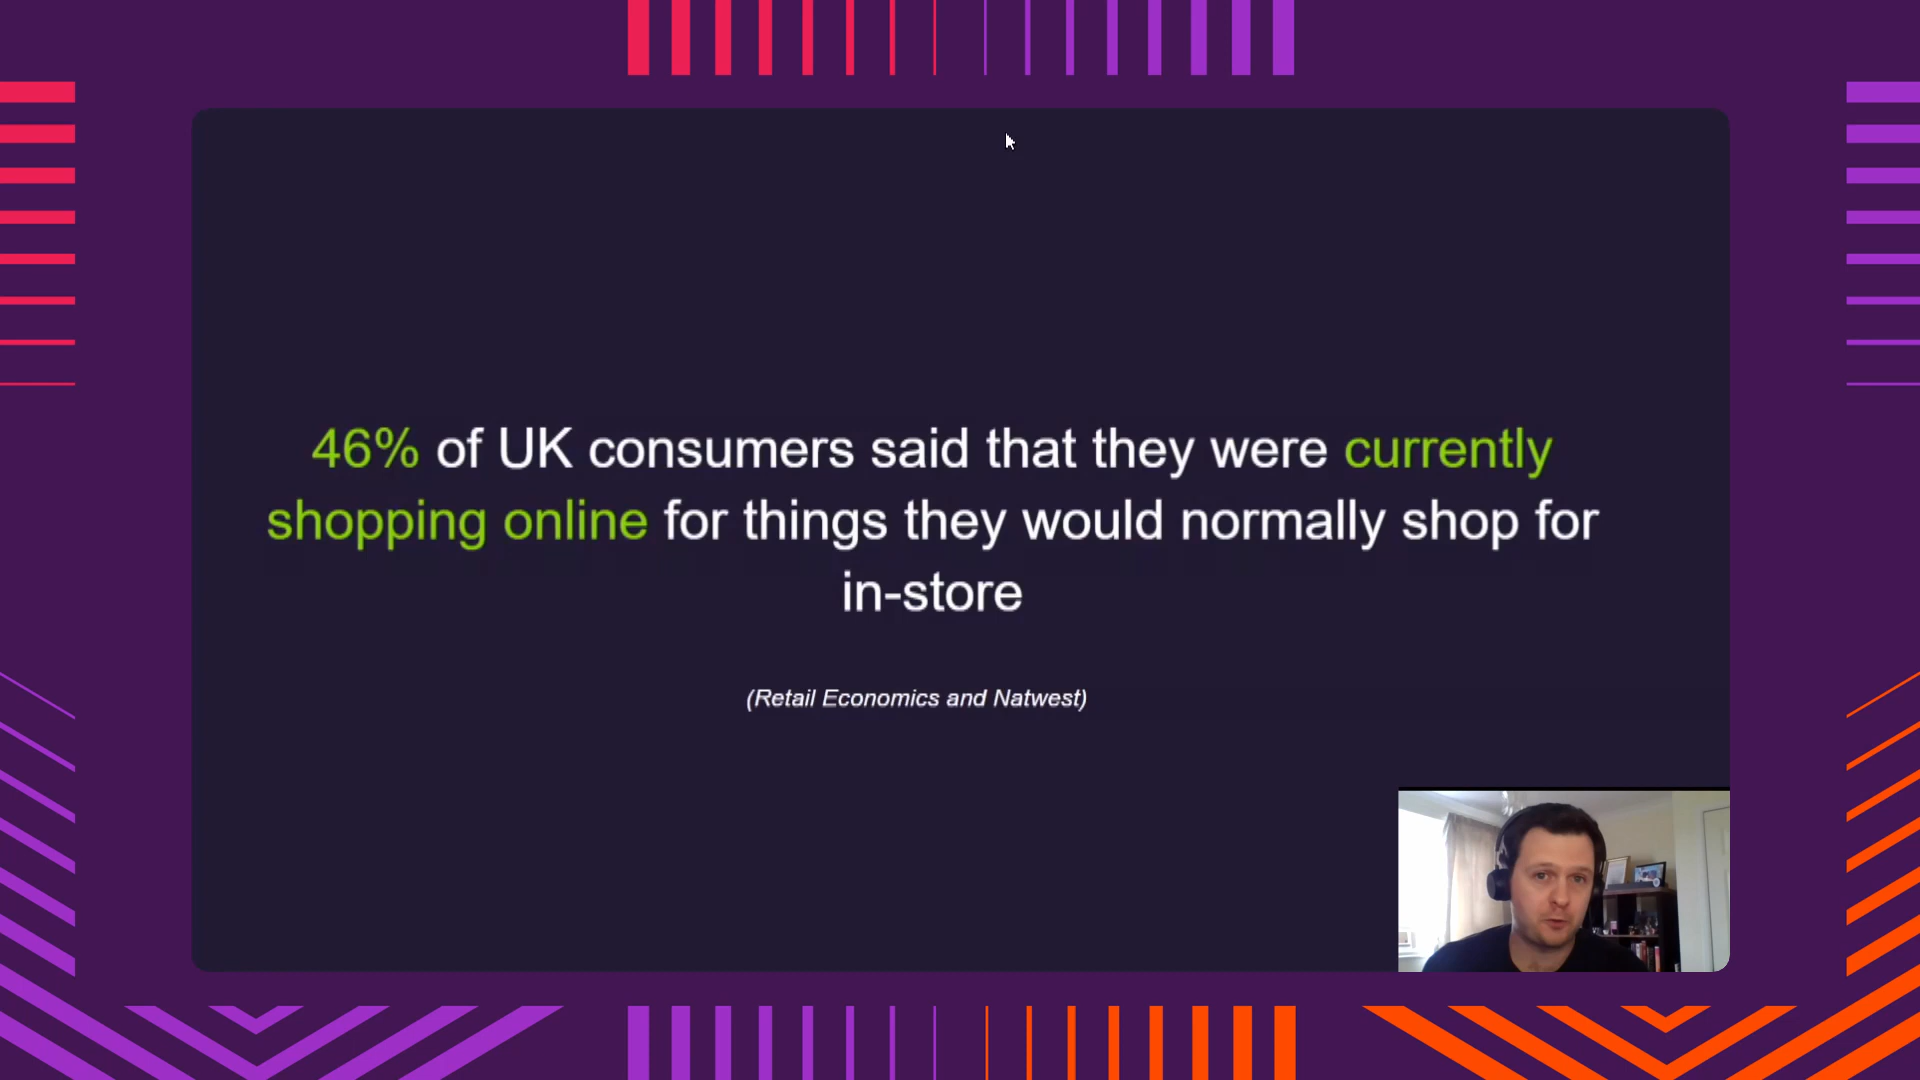 46% of UK consumers said that they were currently
shopping online for things they would normally shop for
in-store
(Retail Economics and Natwest)